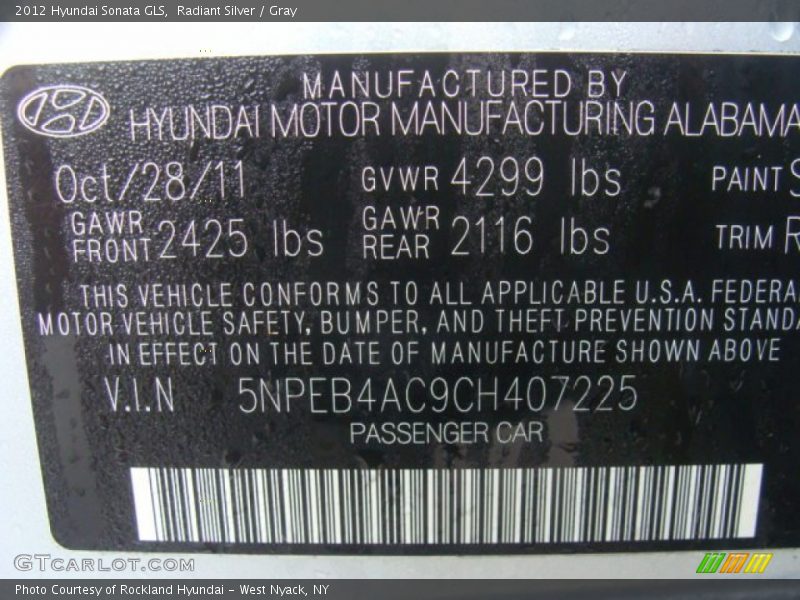 2012 Hyundai Sonata GLS, Radiant Silver / Gray
MANUFACTURED BY
HYUNDAI MOTOR MANUFACTURING ALABAMA
Oct/28/11 GVWR 4299 lbs PAINT S
GAWR FRONT 2425 lbs GAWR REAR 2116 lbs TRIM R
THIS VEHICLE CONFORMS TO ALL APPLICABLE U.S.A. FEDERA
MOTOR VEHICLE SAFETY, BUMPER, AND THEFT PREVENTION STANDA
IN EFFECT ON THE DATE OF MANUFACTURE SHOWN ABOVE
V.I.N 5NPEB4AC9CH407225
PASSENGER CAR
GTCARLOT.COM
Photo Courtesy of Rockland Hyundai - West Nyack, NY